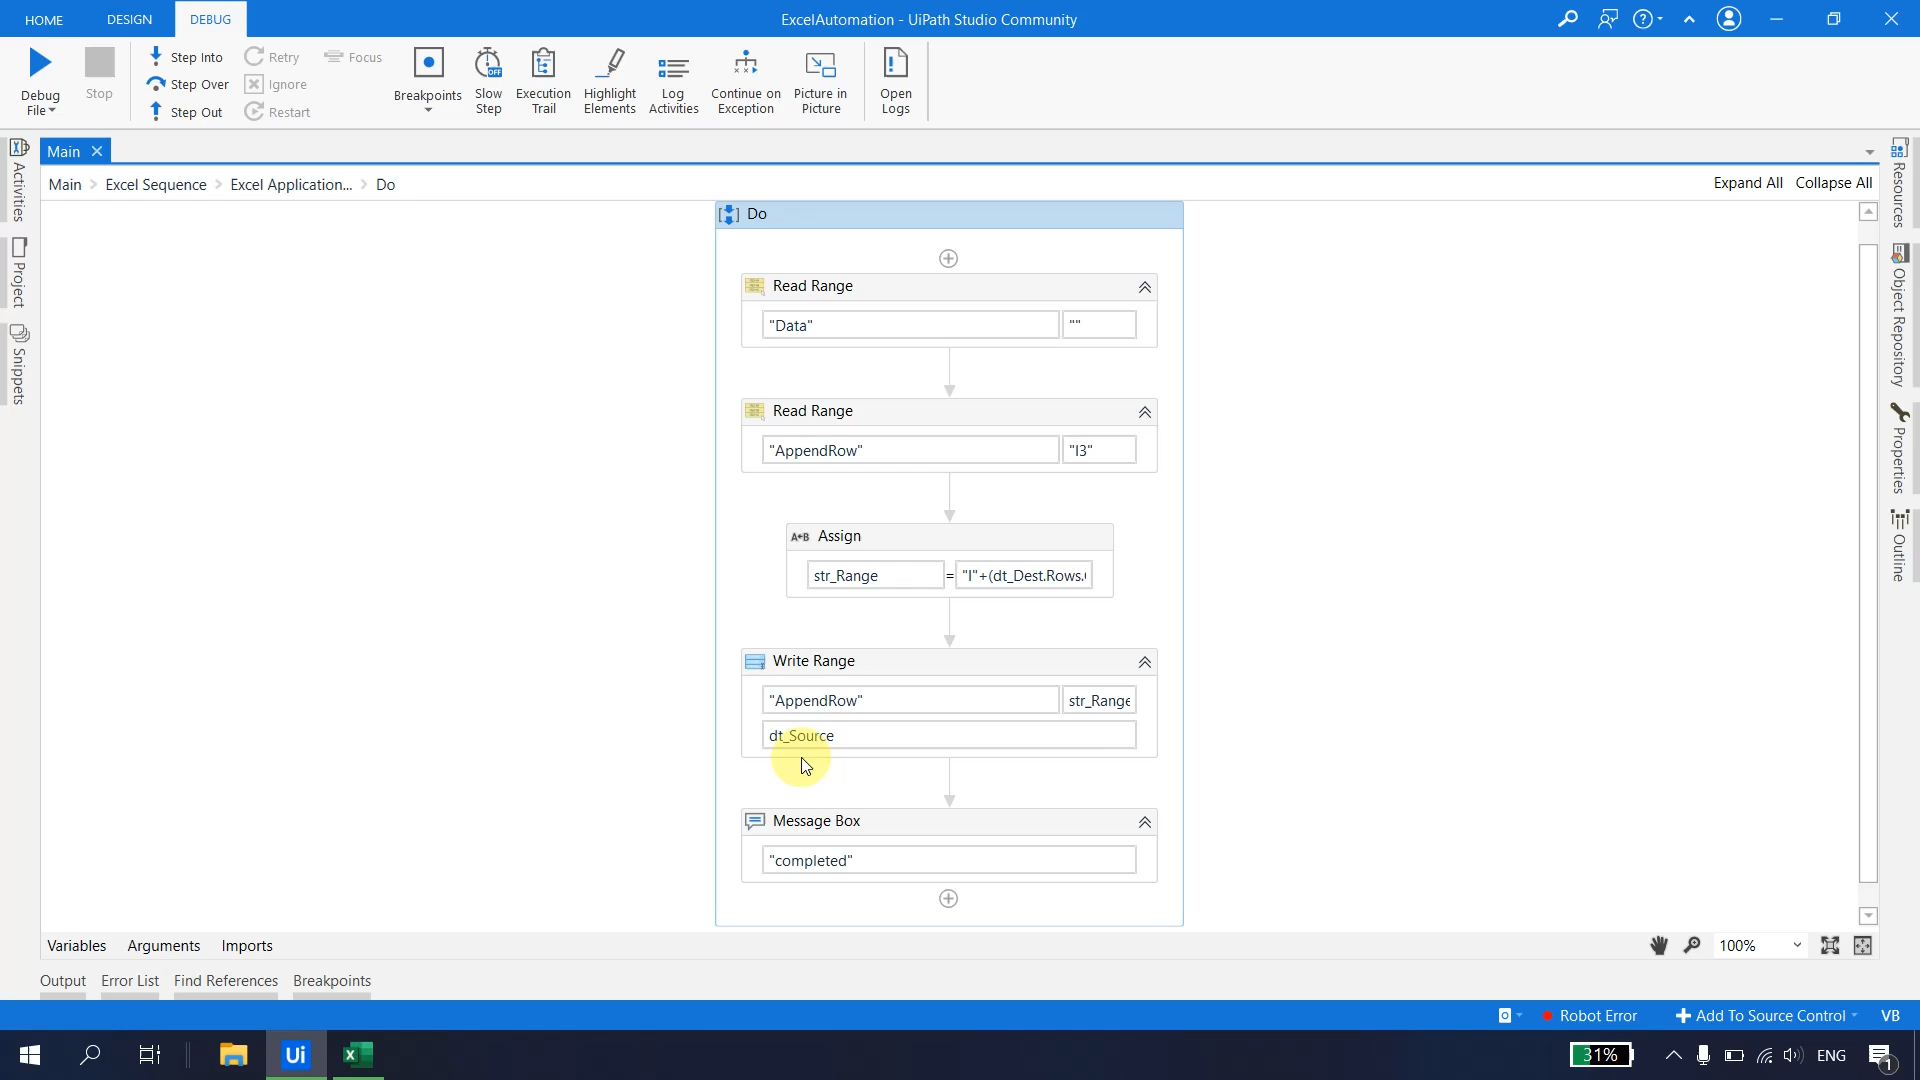 HOME
DESIGN
DEBUG
ExcelAutomation - UiPath Studio Community
Debug File
Stop
Step Into
Step Over
Step Out
Retry
Ignore
Restart
Focus
Breakpoints
Slow Step
OFF
Execution Trail
Highlight Elements
Log Activities
Continue on Exception
Picture in Picture
Open Logs
Main
Main > Excel Sequence > Excel Application... > Do
Expand All
Collapse All
Activities
Project
Snippets
Resources
Object Repository
Properties
Outline
Do
Read Range
"Data"
""
Read Range
"AppendRow"
"I3"
A+B Assign
str_Range
=
"I"+(dt_Dest.Rows.
Write Range
"AppendRow"
str_Range
dt_Source
Message Box
"completed"
Variables
Arguments
Imports
100%
Output
Error List
Find References
Breakpoints
Robot Error
Add To Source Control
VB
Ui
31%
ENG
1